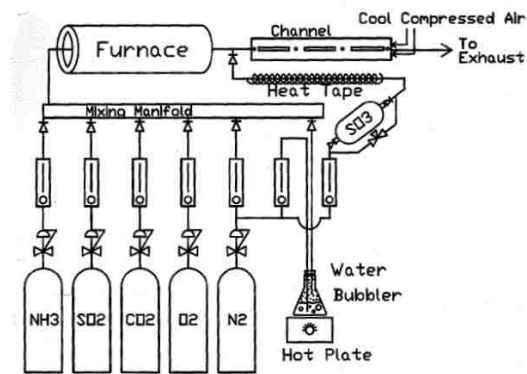 Cool Compressed Air
Channel
Furnace
To
Exhaust
Heat Tape
Mixing Manifold
SO3
Water
Bubbler
NH3
SO2
CO2
O2
N2
Hot Plate